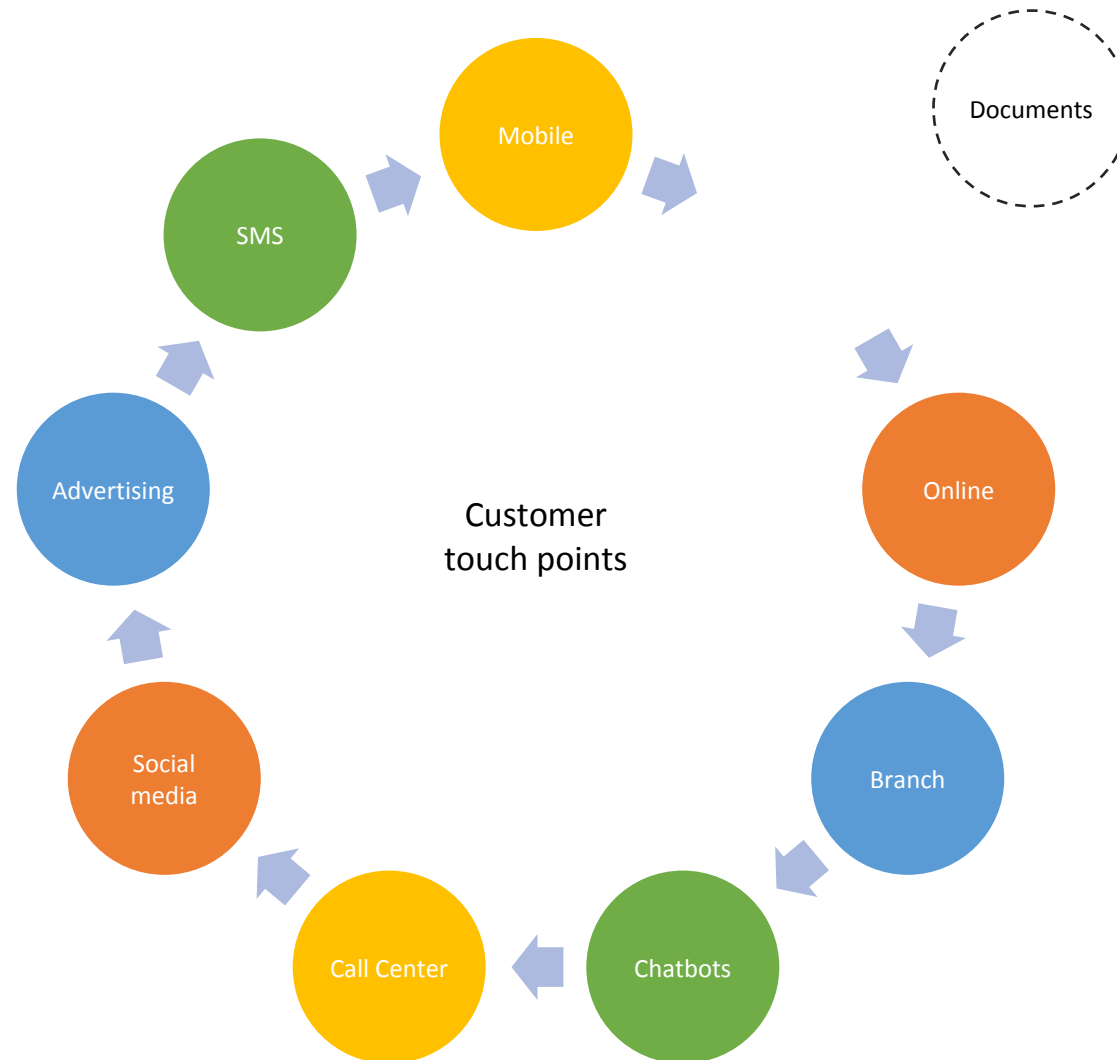 Documents
Mobile
SMS
Advertising
Online
Customer
touch points
Social
media
Branch
Call Center
Chatbots